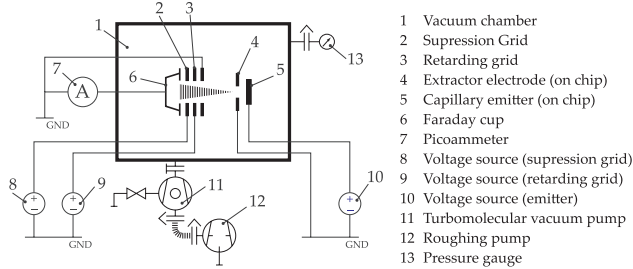 1
2
3
4
5
6
7
A
GND
13
8
9
10
11
12
GND
GND
1 Vacuum chamber
2 Supression Grid
3 Retarding grid
4 Extractor electrode (on chip)
5 Capillary emitter (on chip)
6 Faraday cup
7 Picoammeter
8 Voltage source (supression grid)
9 Voltage source (retarding grid)
10 Voltage source (emitter)
11 Turbomolecular vacuum pump
12 Roughing pump
13 Pressure gauge